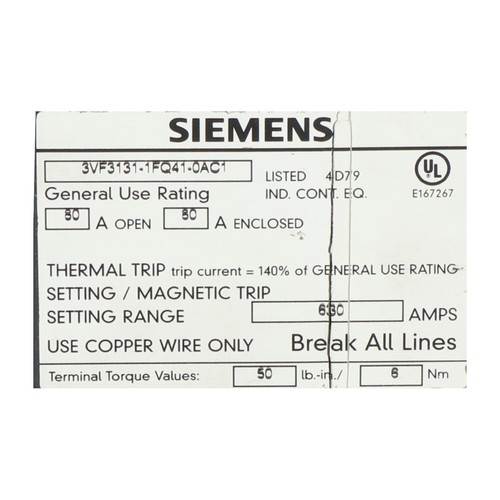 SIEMENS
3VF3131-1FQ41-0AC1
LISTED 4D79
UL
General Use Rating
IND. CONT. EQ.
E167267
A OPEN A ENCLOSED
THERMAL TRIP trip current = 140% of GENERAL USE RATING
SETTING / MAGNETIC TRIP
SETTING RANGE 630 AMPS
USE COPPER WIRE ONLY Break All Lines
Terminal Torque Values: 50 lb.-in./ 6 Nm